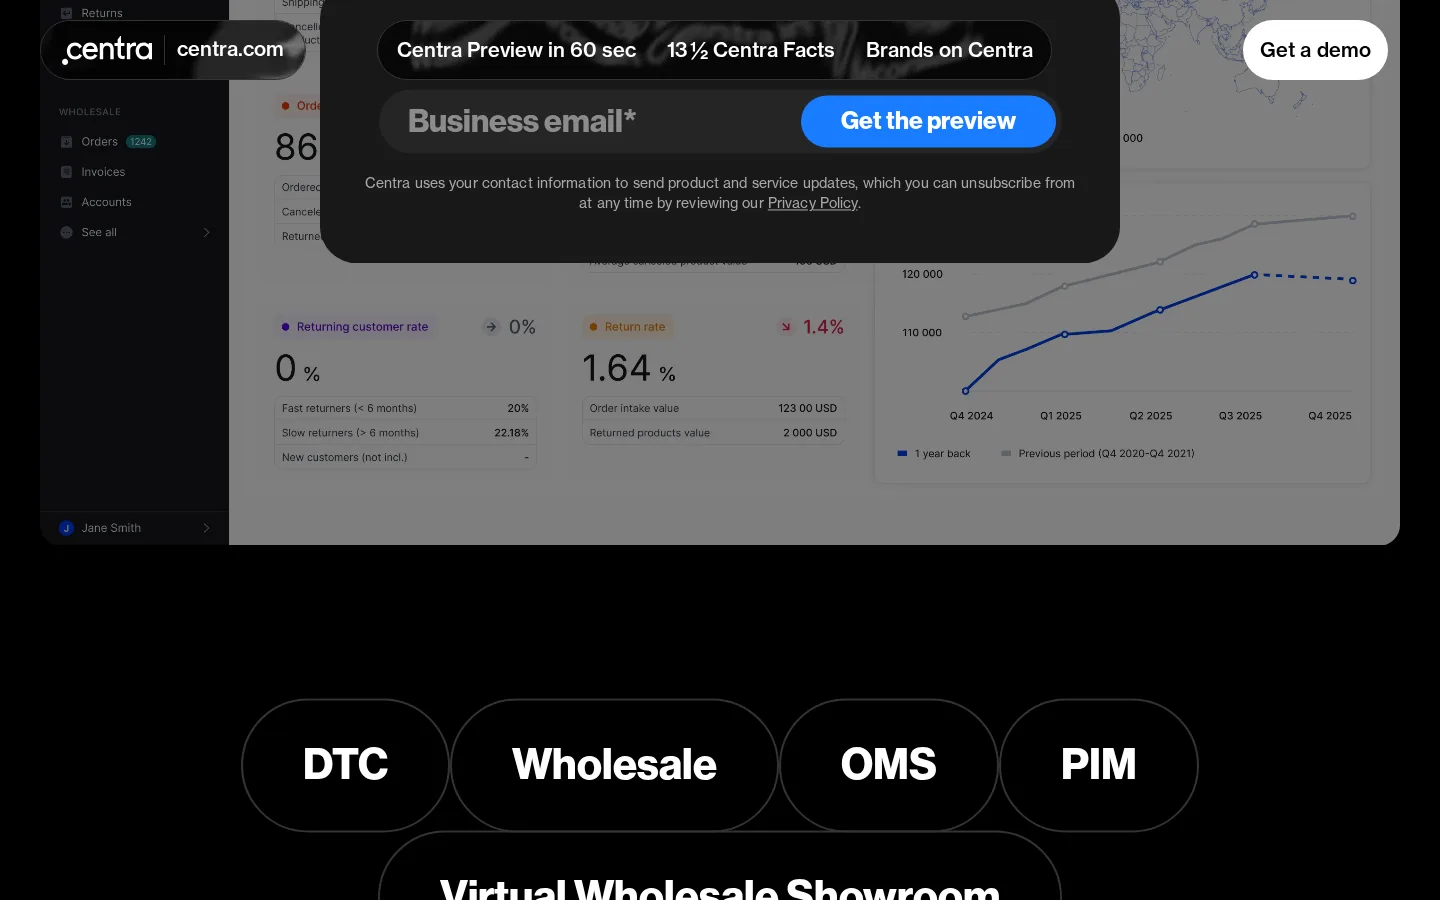 Returns
Shipping
.centra
centra.com
Centra Preview in 60 sec
13 ½ Centra Facts
Brands on Centra
Get a demo
WHOLESALE
Orders 1242
Invoices
Accounts
See all
Jane Smith
86
Ordered
Returned
Business email*
Get the preview
Centra uses your contact information to send product and service updates, which you can unsubscribe from
at any time by reviewing our Privacy Policy.
000
Returning customer rate
0%
0 %
Fast returners (< 6 months) 20%
Slow returners (> 6 months) 22.18%
New customers (not incl.) -
Return rate
1.4%
1.64 %
Order intake value 123 00 USD
Returned products value 2 000 USD
120 000
110 000
Q4 2024 Q1 2025 Q2 2025 Q3 2025 Q4 2025
1 year back
Previous period (Q4 2020-Q4 2021)
DTC
Wholesale
OMS
PIM
Virtual Wholesale Showroom